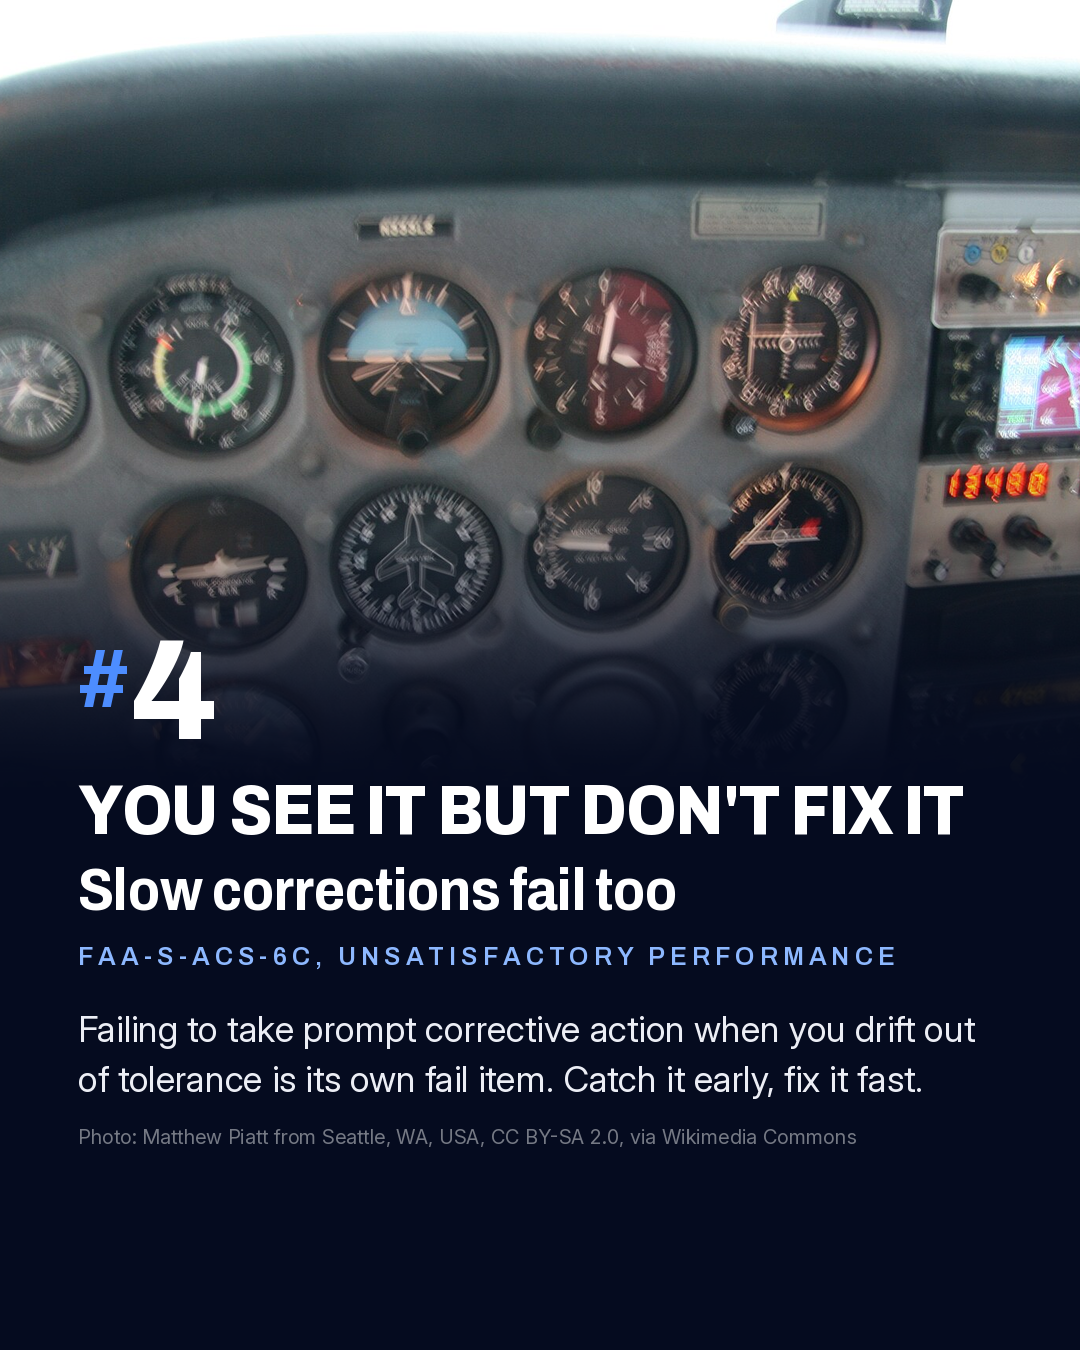 #4
YOU SEE IT BUT DON'T FIX IT
Slow corrections fail too
FAA-S-ACS-6C, UNSATISFACTORY PERFORMANCE
Failing to take prompt corrective action when you drift out
of tolerance is its own fail item. Catch it early, fix it fast.
Photo: Matthew Piatt from Seattle, WA, USA, CC BY-SA 2.0, via Wikimedia Commons